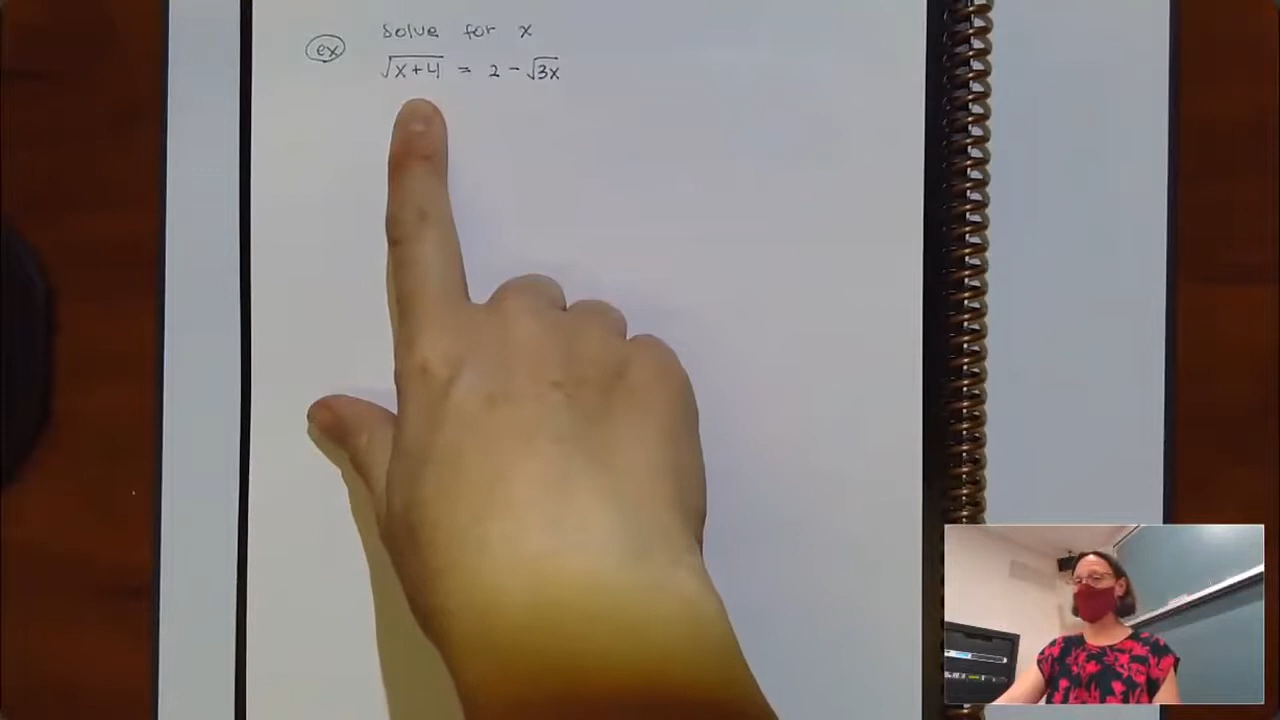 Solve for x
ex √x+4 = 2 - √3x